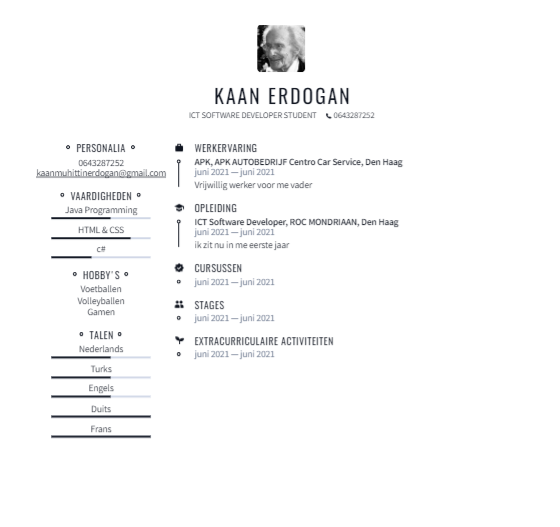 KAAN ERDOGAN
ICT SOFTWARE DEVELOPER STUDENT 0643287252
PERSONALIA
0643287252
kaanmuhittinerdogan@gmail.com
VAARDIGHEDEN
Java Programming
HTML & CSS
c#
HOBBY'S
Voetballen
Volleyballen
Gamen
TALEN
Nederlands
Turks
Engels
Duits
Frans
WERKERVARING
APK, APK AUTOBEDRIJF Centro Car Service, Den Haag
juni 2021 — juni 2021
Vrijwillig werker voor me vader
OPLEIDING
ICT Software Developer, ROC MONDRIAAN, Den Haag
juni 2021 — juni 2021
ik zit nu in me eerste jaar
CURSUSSEN
juni 2021 — juni 2021
STAGES
juni 2021 — juni 2021
EXTRACURRICULAIRE ACTIVITEITEN
juni 2021 — juni 2021